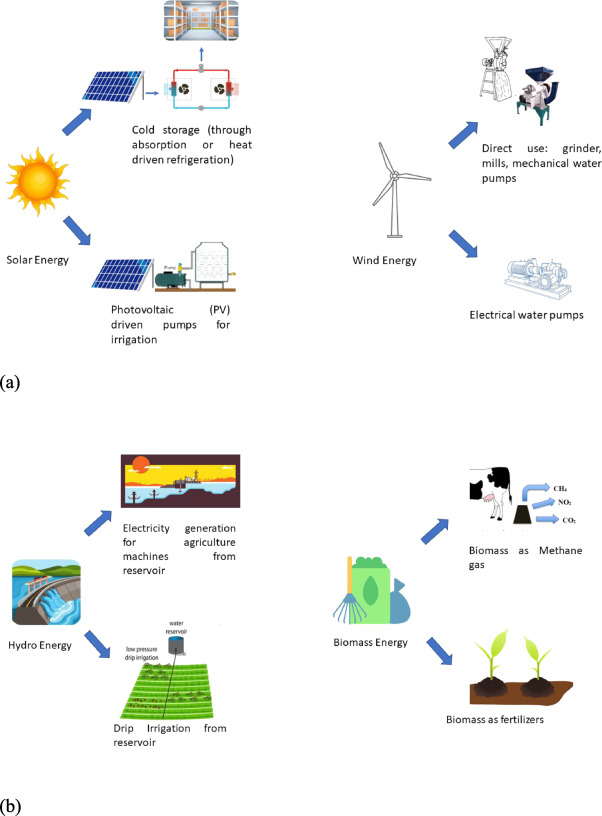 Cold storage (through
absorption or heat
driven refrigeration)
Solar Energy
Pump
Photovoltaic (PV)
driven pumps for
irrigation
Direct use: grinder,
mills, mechanical water
pumps
Wind Energy
Electrical water pumps
(a)
Electricity generation
for agriculture
machines from
reservoir
Hydro Energy
water
reservoir
low pressure
drip irrigation
Drip Irrigation from
reservoir
CH₄
NO₂
CO₂
Biomass as Methane
gas
Biomass Energy
Biomass as fertilizers
(b)